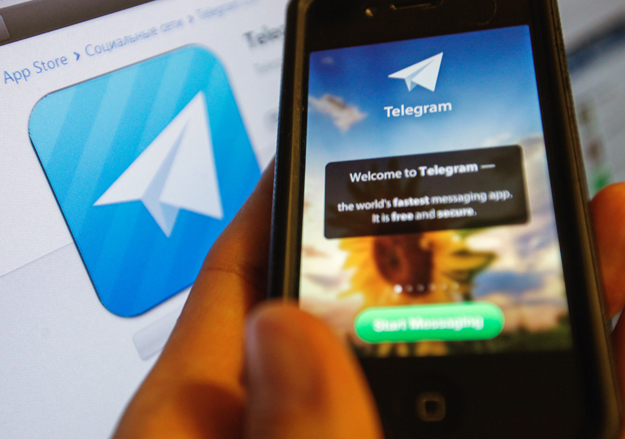 App Store › Социальные сети › Telegram
Telegram
Welcome to Telegram —
the world's fastest messaging app.
It is free and secure.
Start Messaging